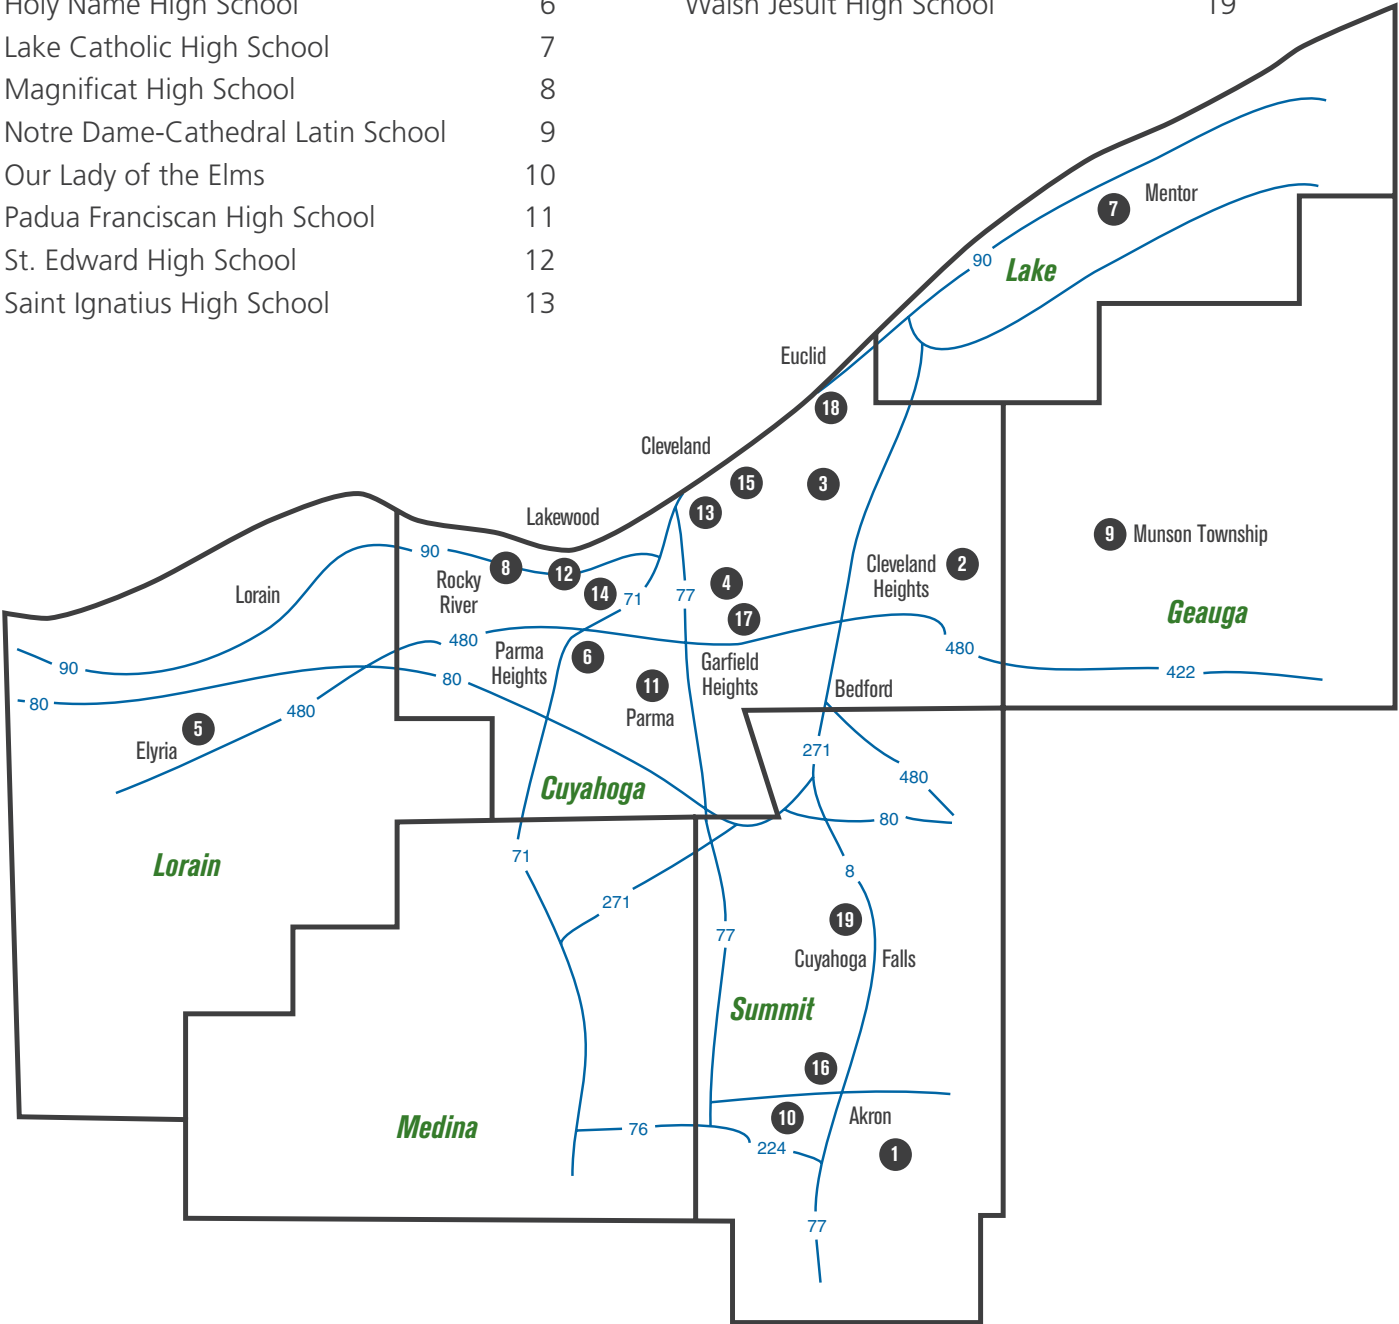 Holy Name High School 6
Walsh Jesuit High School 19
Lake Catholic High School 7
Magnificat High School 8
Notre Dame-Cathedral Latin School 9
Our Lady of the Elms 10
Padua Franciscan High School 11
St. Edward High School 12
Saint Ignatius High School 13
7 Mentor
90
Lake
Euclid
18
Cleveland
15
3
13
Lakewood
9 Munson Township
90
Rocky
River
8
12
14
71
77
4
17
Cleveland
Heights
2
Lorain
Geauga
480
Parma
Heights
6
Garfield
Heights
480
422
90
80
80
11
Parma
Bedford
480
5
Elyria
271
480
Cuyahoga
80
71
Lorain
8
271
19
77
Cuyahoga Falls
Summit
16
Medina
76
10
Akron
224
1
77